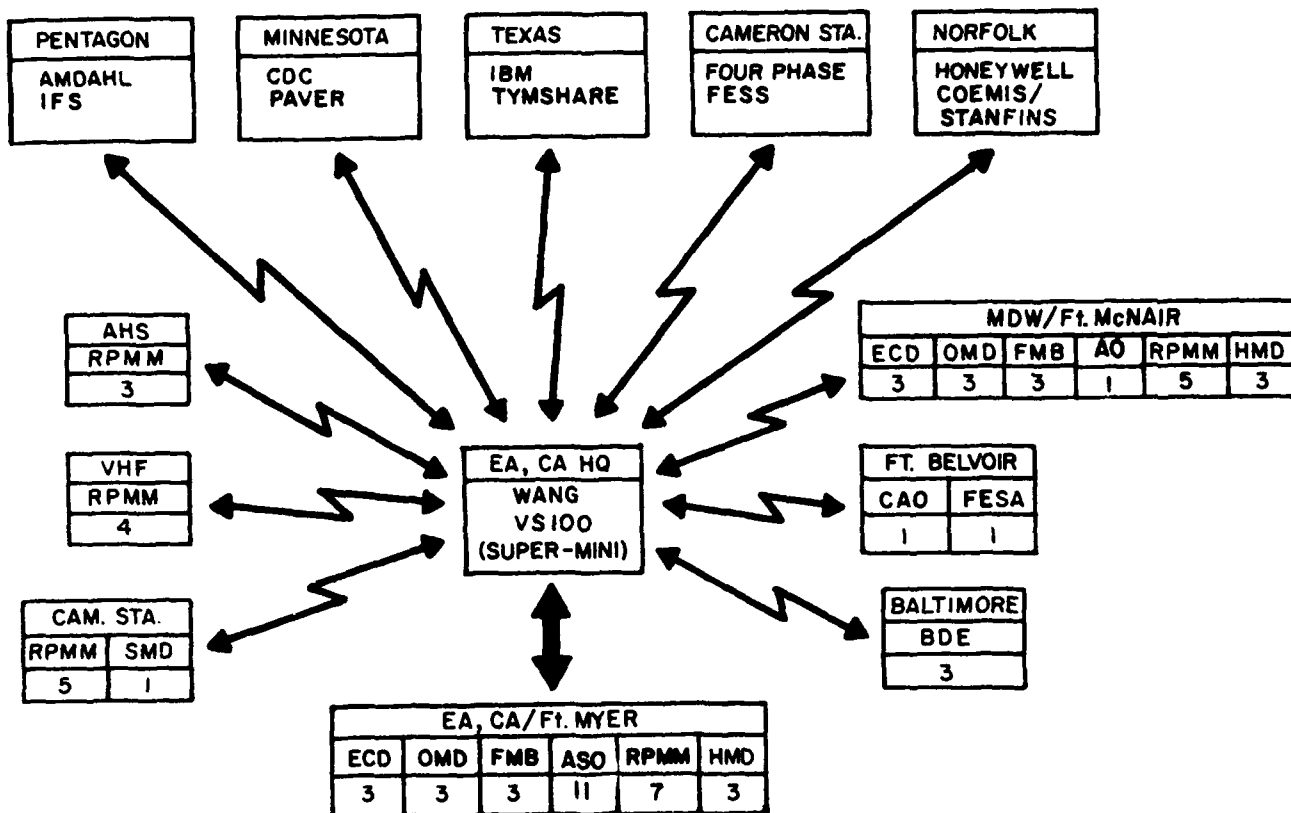 PENTAGON
AMDAHL
IFS
MINNESOTA
CDC
PAVER
TEXAS
IBM
TYMSHARE
CAMERON STA.
FOUR PHASE
FESS
NORFOLK
HONEYWELL
COEMIS/
STANFINS
AHS
RPMM
3
VHF
RPMM
4
CAM. STA.
RPMM SMD
5 1
EA, CA HQ
WANG
VS100
(SUPER-MINI)
MDW/Ft. McNAIR
ECD OMD FMB AO RPMM HMD
3 3 3 1 5 3
FT. BELVOIR
CAO FESA
1 1
BALTIMORE
BDE
3
EA, CA/Ft. MYER
ECD OMD FMB ASO RPMM HMD
3 3 3 11 7 3